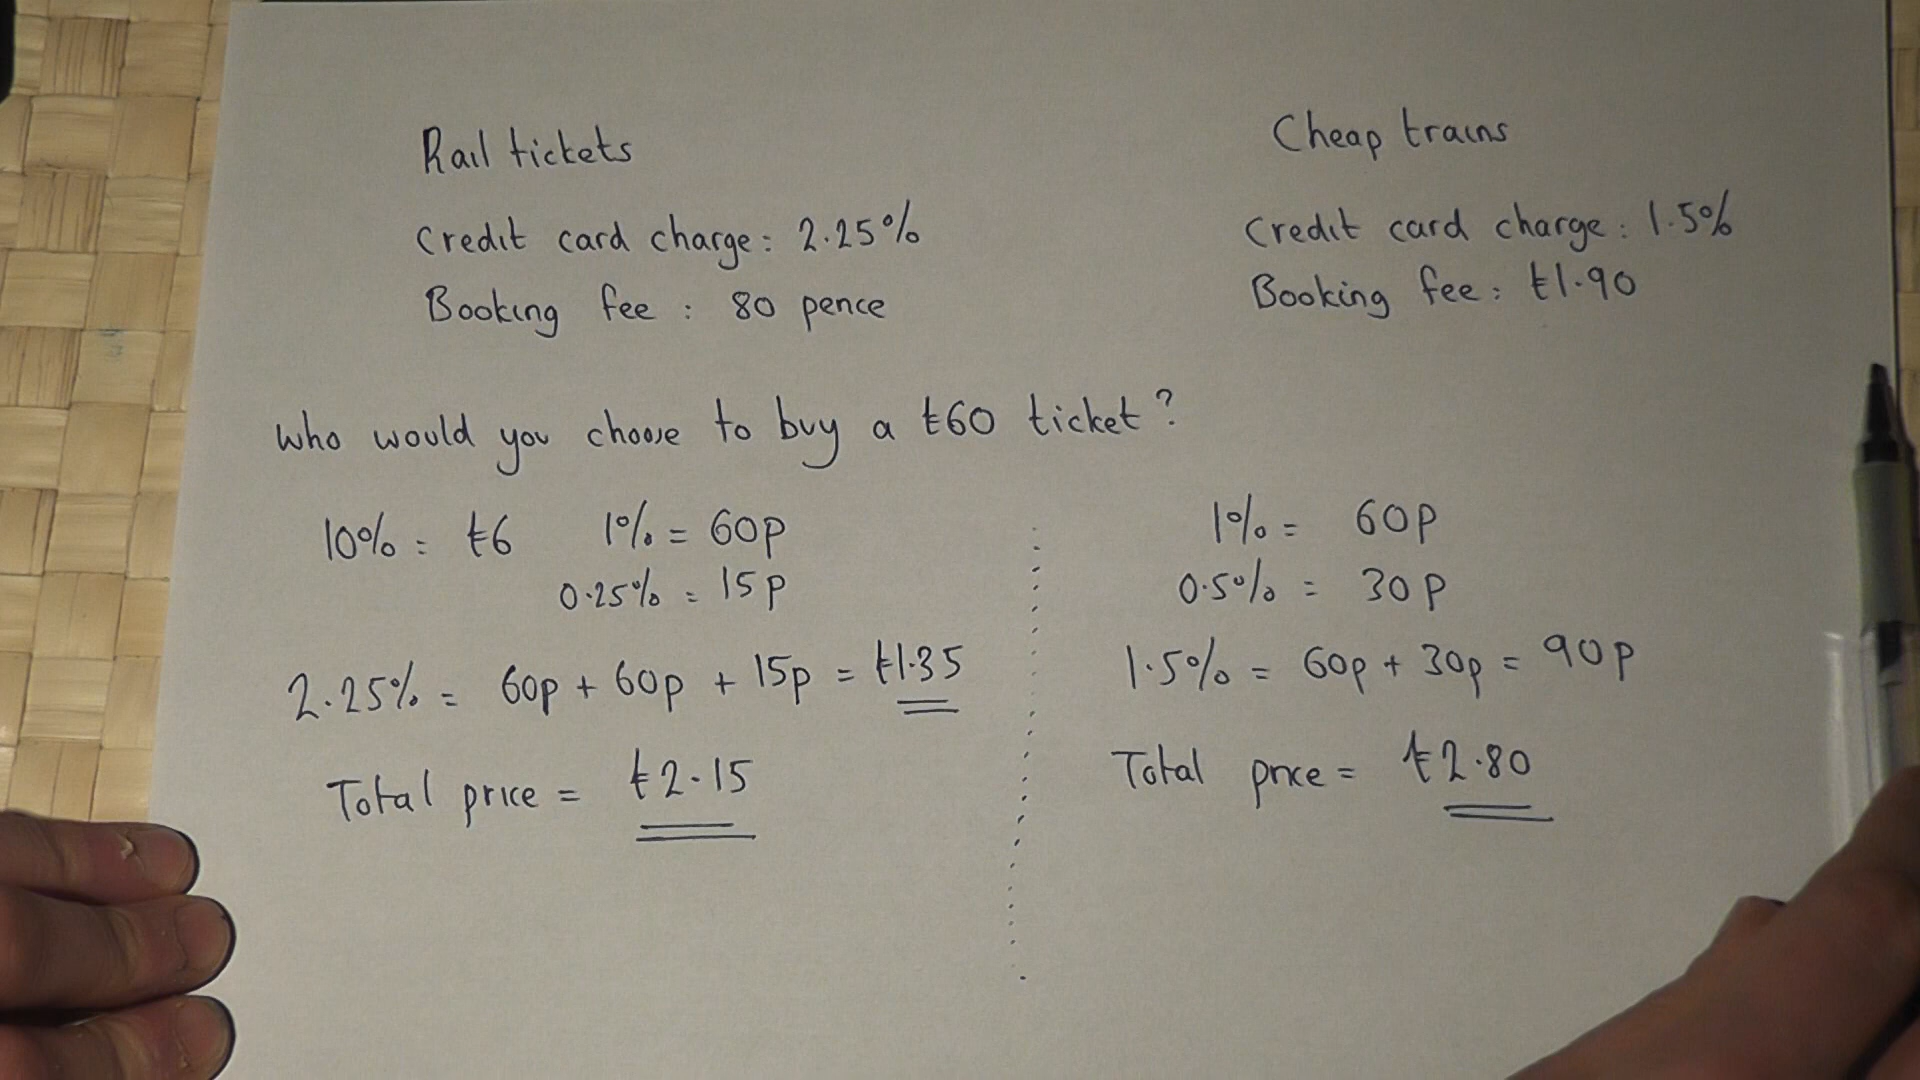 Rail tickets
Credit card charge: 2.25%
Booking fee: 80 pence
Cheap trains
Credit card charge: 1.5%
Booking fee: £1.90
Who would you choose to buy a £60 ticket?
10% = £6 1% = 60p
0.25% = 15p
2.25% = 60p + 60p + 15p = £1.35
Total price = £2.15
1% = 60p
0.5% = 30p
1.5% = 60p + 30p = 90p
Total price = £2.80